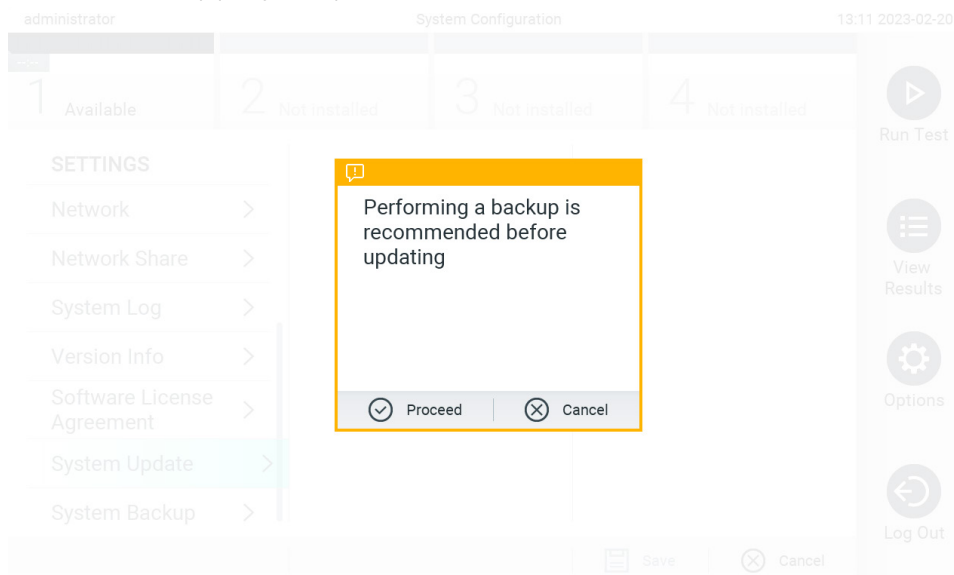 administrator
System Configuration
13:11 2023-02-20
1 Available
2 Not installed
3 Not installed
4 Not installed
Run Test
SETTINGS
Network
Network Share
System Log
Version Info
Software License
Agreement
System Update
System Backup
Performing a backup is
recommended before
updating
Proceed
Cancel
View
Results
Options
Log Out
Save
Cancel